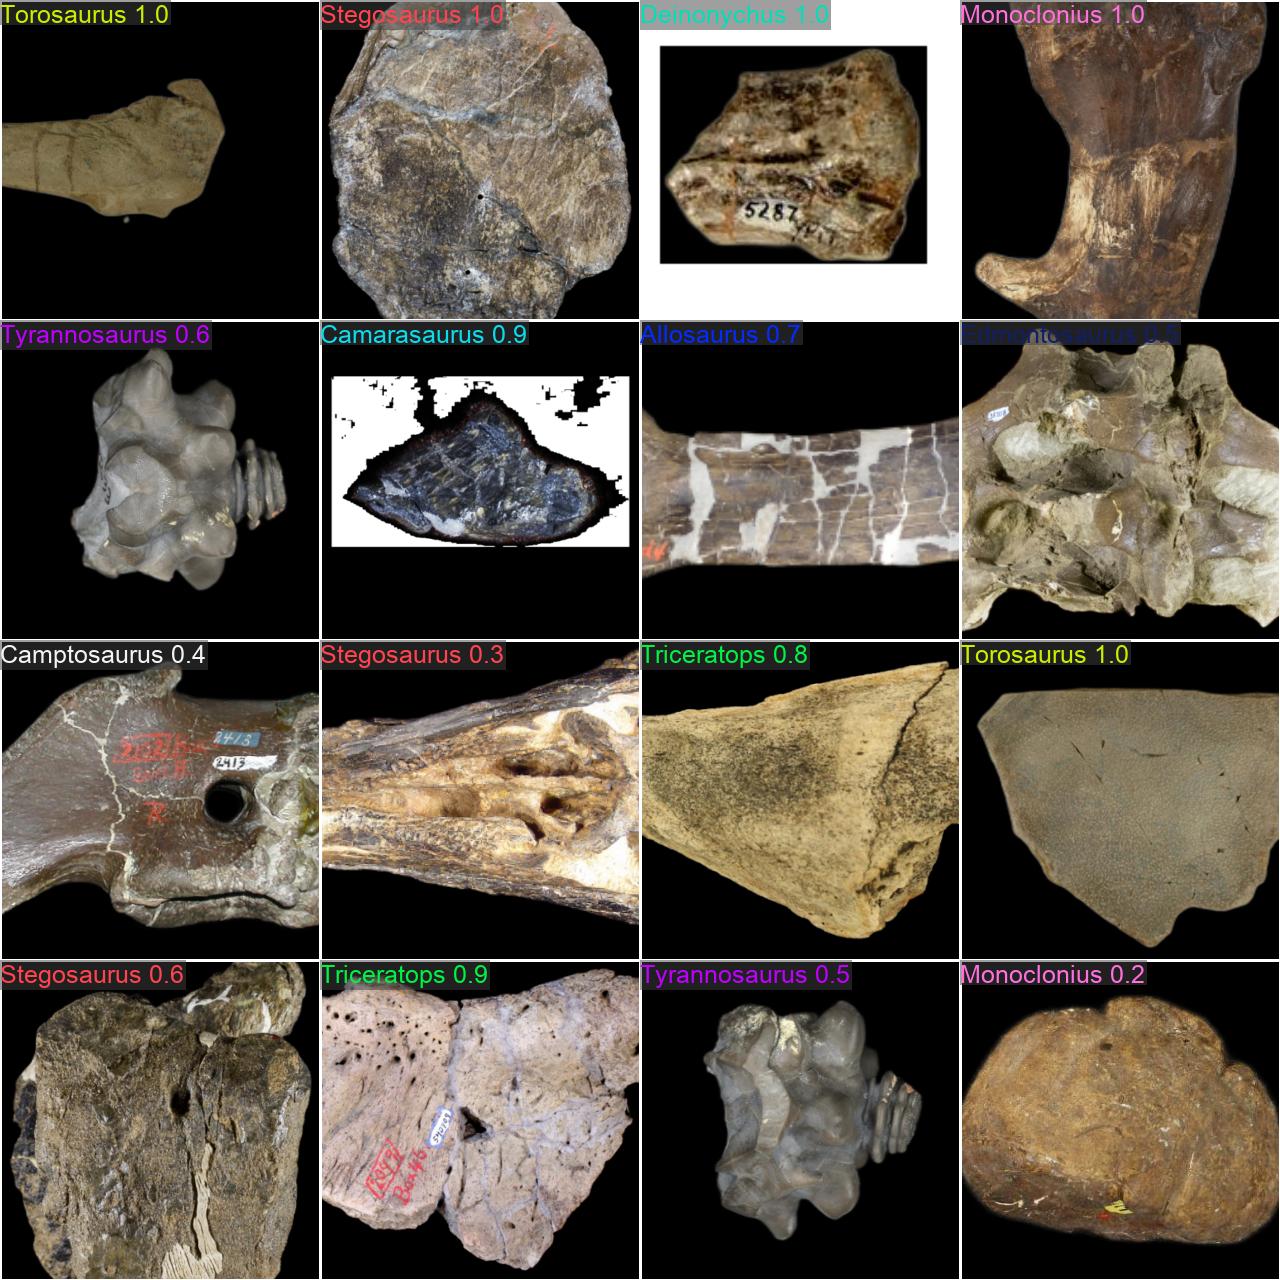 Torosaurus 1.0
Stegosaurus 1.0
Deinonychus 1.0
Monoclonius 1.0
5287
Tyrannosaurus 0.6
Camarasaurus 0.9
Allosaurus 0.7
Edmontosaurus 0.5
Camptosaurus 0.4
Stegosaurus 0.3
Triceratops 0.8
Torosaurus 1.0
2413
2413
R
Stegosaurus 0.6
Triceratops 0.9
Tyrannosaurus 0.5
Monoclonius 0.2